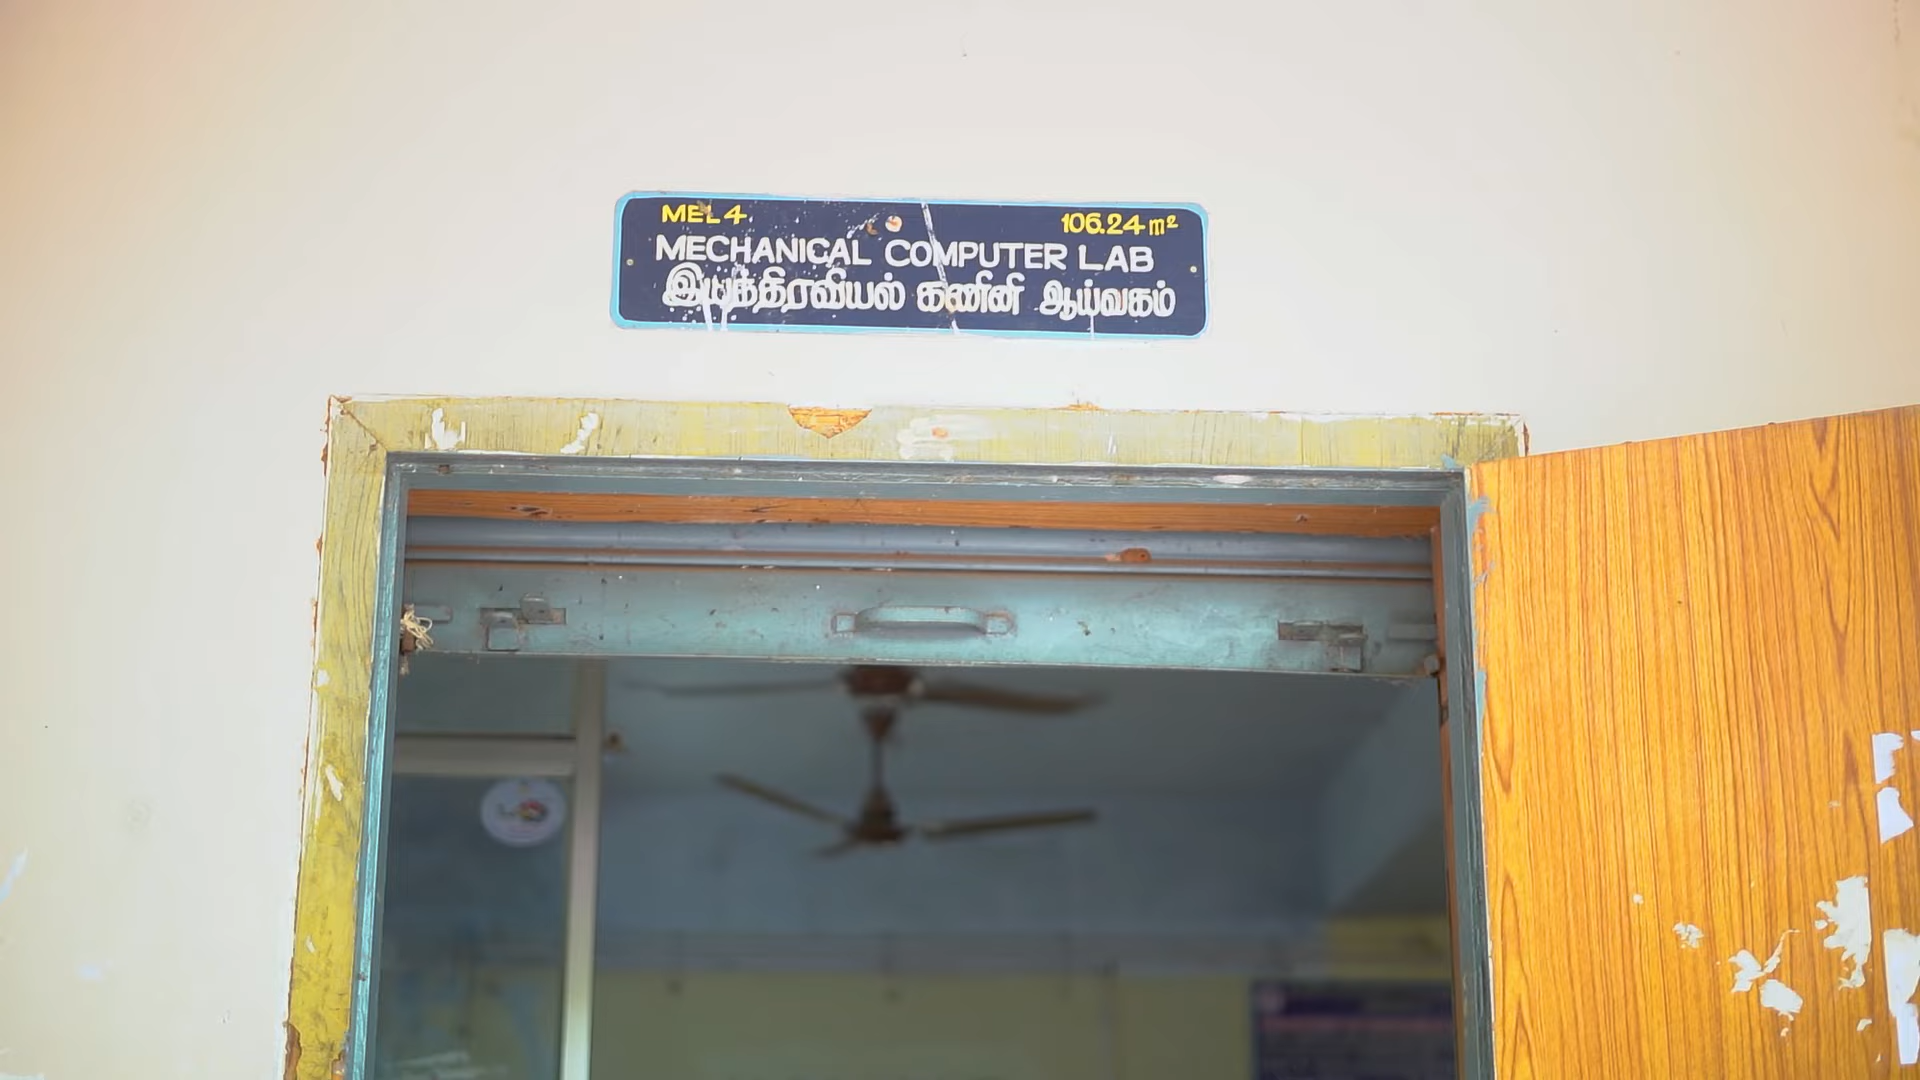 MEL 4 106.24 m²
MECHANICAL COMPUTER LAB
இயந்திரவியல் கணினி ஆய்வகம்